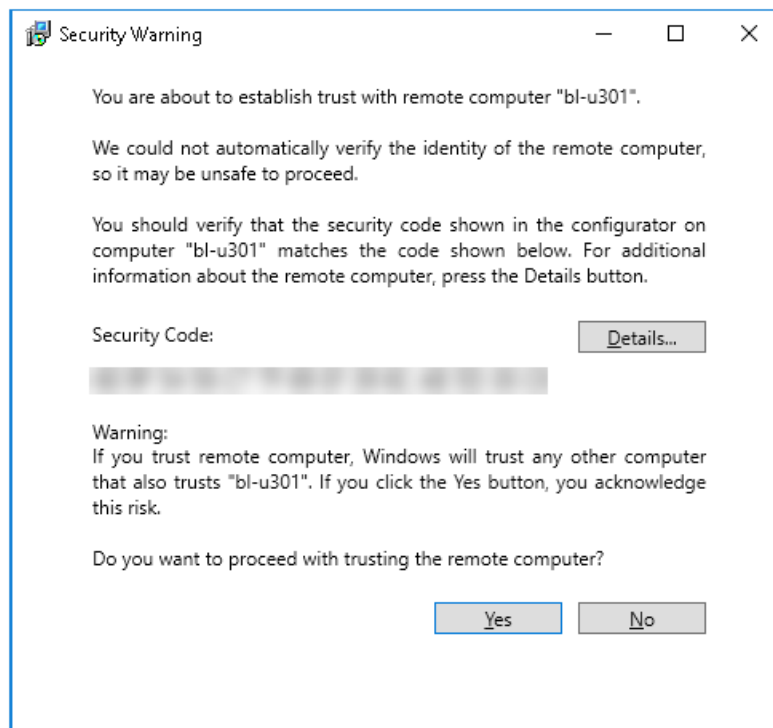 Security Warning
You are about to establish trust with remote computer "bl-u301".
We could not automatically verify the identity of the remote computer,
so it may be unsafe to proceed.
You should verify that the security code shown in the configurator on
computer "bl-u301" matches the code shown below. For additional
information about the remote computer, press the Details button.
Security Code:
Details...
Warning:
If you trust remote computer, Windows will trust any other computer
that also trusts "bl-u301". If you click the Yes button, you acknowledge
this risk.
Do you want to proceed with trusting the remote computer?
Yes No